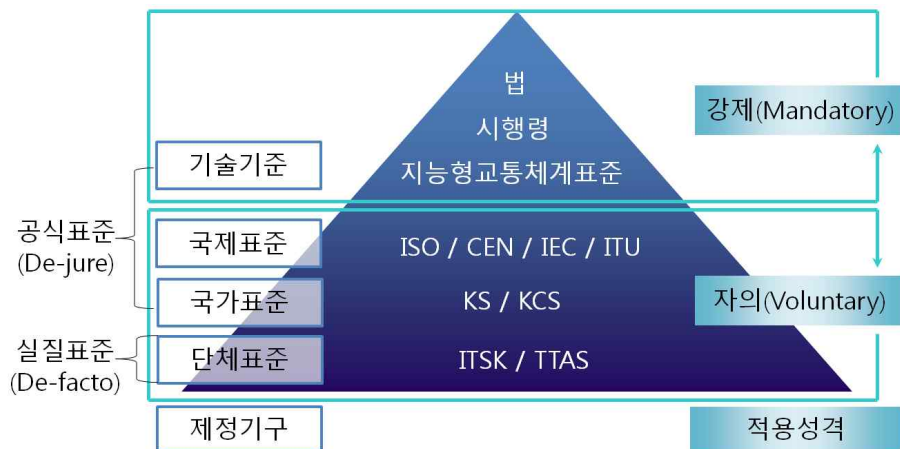 법
시행령
강제(Mandatory)
기술기준
지능형교통체계표준
공식표준
(De-jure)
국제표준
ISO / CEN / IEC / ITU
국가표준
KS / KCS
자의(Voluntary)
실질표준
(De-facto)
단체표준
ITSK / TTAS
제정기구
적용성격